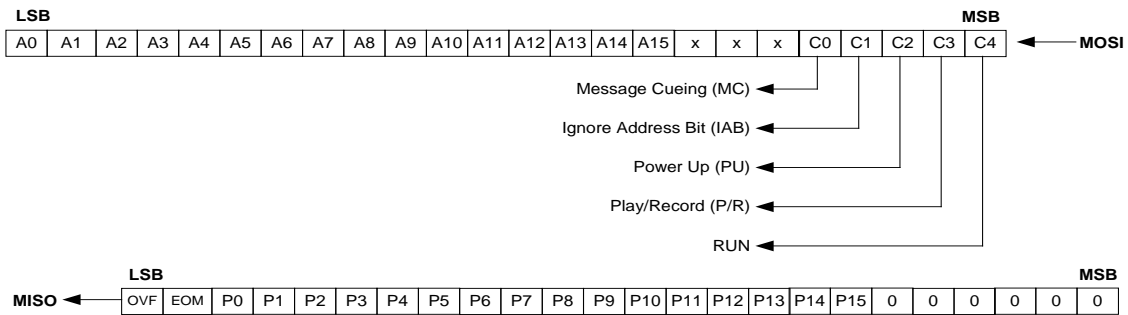 LSB MSB
A0 A1 A2 A3 A4 A5 A6 A7 A8 A9 A10 A11 A12 A13 A14 A15 x x x C0 C1 C2 C3 C4 MOSI
Message Cueing (MC)
Ignore Address Bit (IAB)
Power Up (PU)
Play/Record (P/R)
RUN
LSB MSB
MISO OVF EOM P0 P1 P2 P3 P4 P5 P6 P7 P8 P9 P10 P11 P12 P13 P14 P15 0 0 0 0 0 0